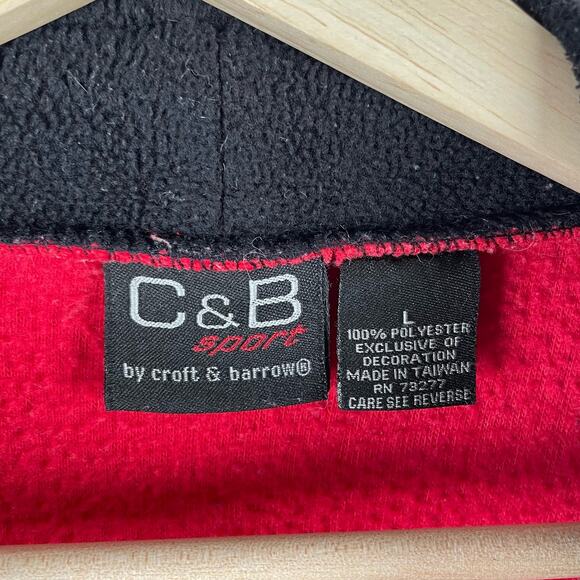 C & B
sport
by croft & barrow®
L
100% POLYESTER
EXCLUSIVE OF
DECORATION
MADE IN TAIWAN
RN 73277
CARE SEE REVERSE